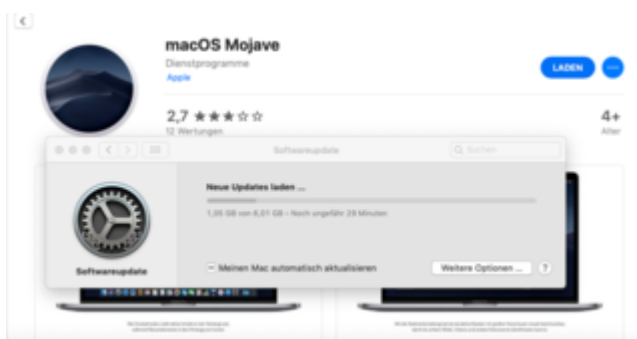 macOS Mojave
Dienstprogramme
Apple
LADEN
2,7 ★★★☆☆
4+
12 Wertungen
Alter
Softwareupdate
Suchen
Neue Updates laden ...
1,05 GB von 6,01 GB – Noch ungefähr 29 Minuten
Softwareupdate
Meinen Mac automatisch aktualisieren
Weitere Optionen ...
?